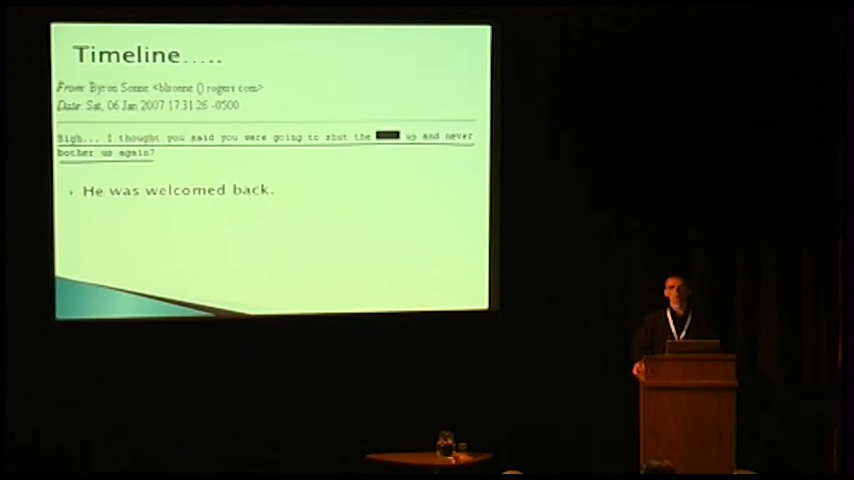 Timeline.....
From: Byron Sonne <blsonne () rogers com>
Date: Sat, 06 Jan 2007 17:31:26 -0500
Sigh... I thought you said you were going to shut the up and never
bother us again?
› He was welcomed back.